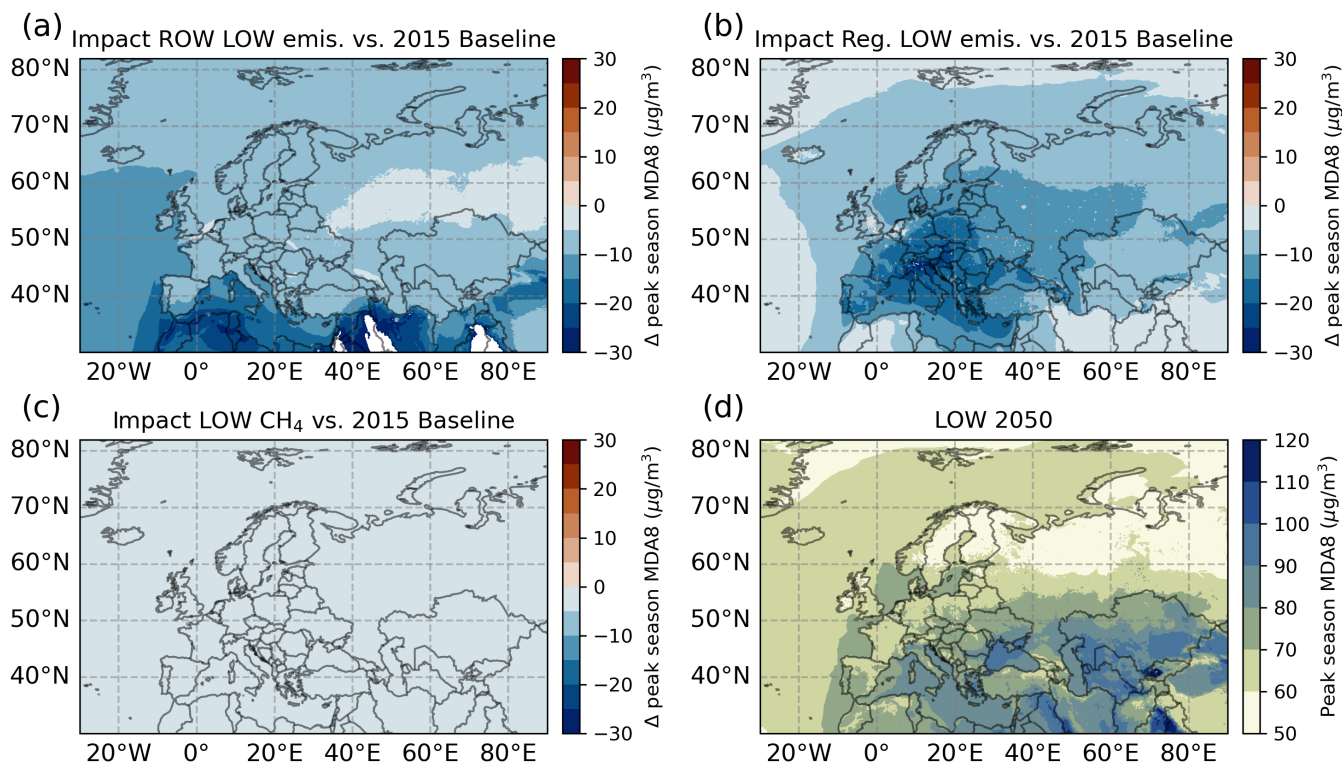 (a) Impact ROW LOW emis. vs. 2015 Baseline
80°N
70°N
60°N
50°N
40°N
20°W 0° 20°E 40°E 60°E 80°E
30
20
10
0
−10
−20
−30
Δ peak season MDA8 (μg/m³)
(b) Impact Reg. LOW emis. vs. 2015 Baseline
80°N
70°N
60°N
50°N
40°N
20°W 0° 20°E 40°E 60°E 80°E
30
20
10
0
−10
−20
−30
Δ peak season MDA8 (μg/m³)
(c) Impact LOW CH₄ vs. 2015 Baseline
80°N
70°N
60°N
50°N
40°N
20°W 0° 20°E 40°E 60°E 80°E
30
20
10
0
−10
−20
−30
Δ peak season MDA8 (μg/m³)
(d) LOW 2050
80°N
70°N
60°N
50°N
40°N
20°W 0° 20°E 40°E 60°E 80°E
120
110
100
90
80
70
60
50
Peak season MDA8 (μg/m³)